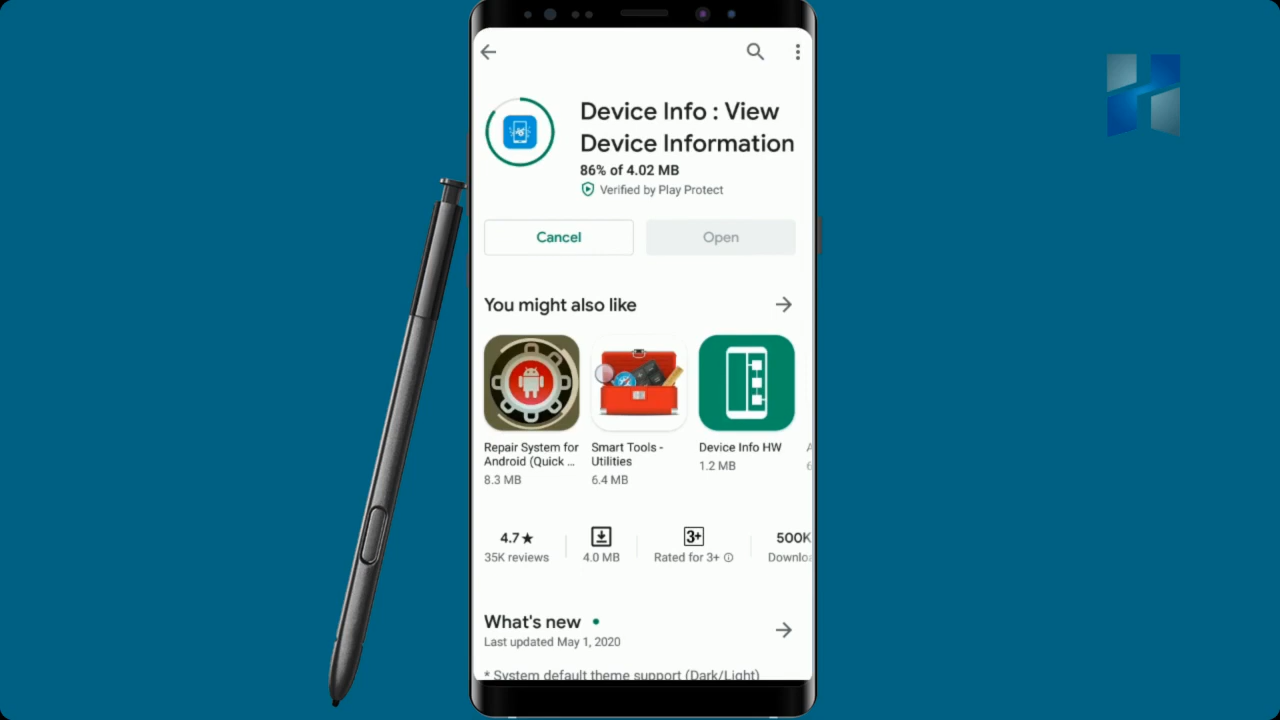 Device Info : View
Device Information
86% of 4.02 MB
Verified by Play Protect
Cancel
Open
You might also like
Repair System for
Android (Quick ...
8.3 MB
Smart Tools -
Utilities
6.4 MB
Device Info HW
1.2 MB
4.7★
35K reviews
4.0 MB
3+
Rated for 3+
500K
Downlo
What's new
Last updated May 1, 2020
* System default theme support (Dark/Light)